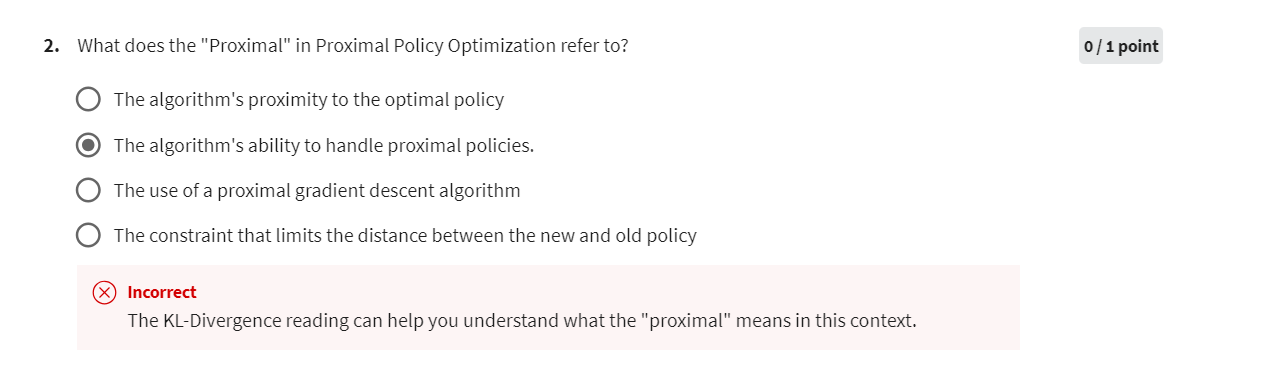 2. What does the "Proximal" in Proximal Policy Optimization refer to?
0 / 1 point
The algorithm's proximity to the optimal policy
The algorithm's ability to handle proximal policies.
The use of a proximal gradient descent algorithm
The constraint that limits the distance between the new and old policy
Incorrect
The KL-Divergence reading can help you understand what the "proximal" means in this context.